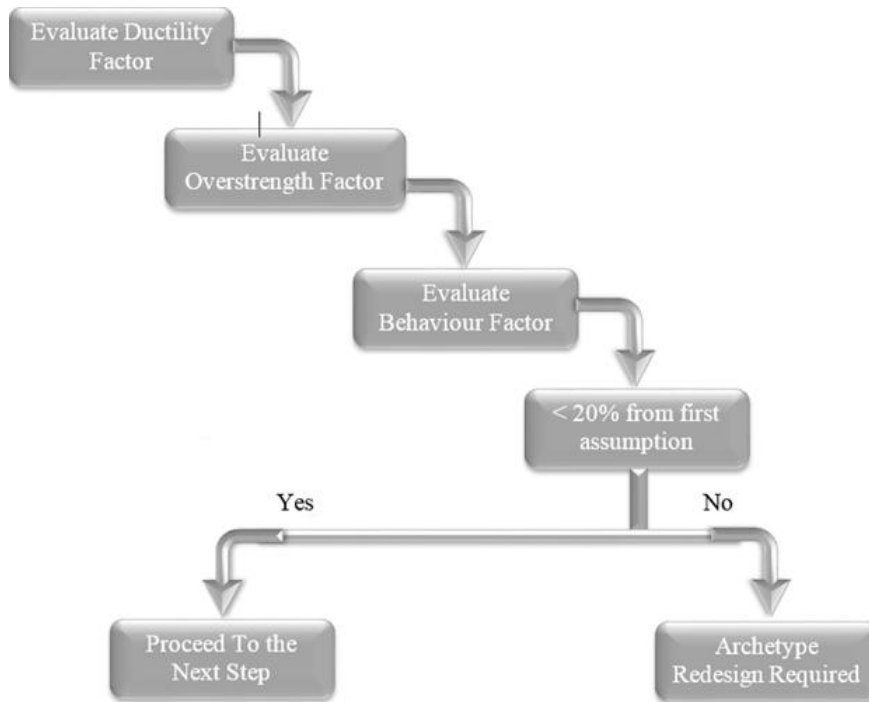 Evaluate Ductility
Factor
Evaluate
Overstrength Factor
Evaluate
Behaviour Factor
< 20% from first
assumption
Yes
No
Proceed To the
Next Step
Archetype
Redesign Required